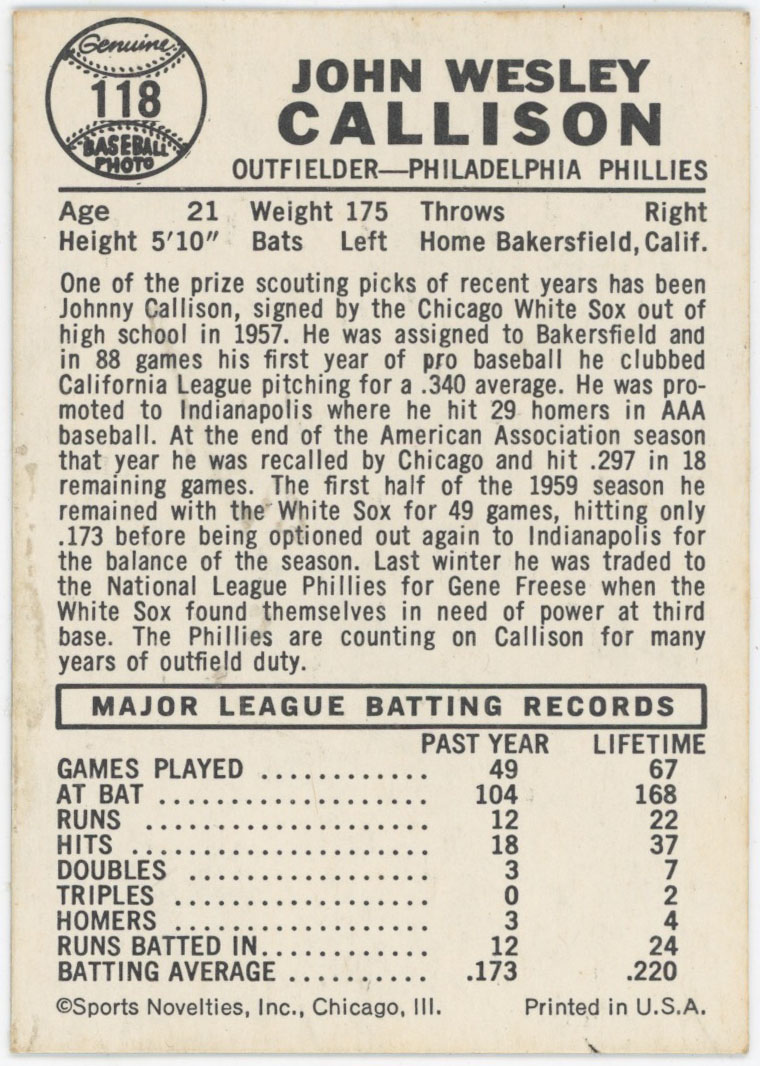 Genuine
118
BASEBALL
PHOTO
JOHN WESLEY
CALLISON
OUTFIELDER—PHILADELPHIA PHILLIES
Age 21 Weight 175 Throws Right
Height 5'10" Bats Left Home Bakersfield, Calif.
One of the prize scouting picks of recent years has been
Johnny Callison, signed by the Chicago White Sox out of
high school in 1957. He was assigned to Bakersfield and
in 88 games his first year of pro baseball he clubbed
California League pitching for a .340 average. He was pro-
moted to Indianapolis where he hit 29 homers in AAA
baseball. At the end of the American Association season
that year he was recalled by Chicago and hit .297 in 18
remaining games. The first half of the 1959 season he
remained with the White Sox for 49 games, hitting only
.173 before being optioned out again to Indianapolis for
the balance of the season. Last winter he was traded to
the National League Phillies for Gene Freese when the
White Sox found themselves in need of power at third
base. The Phillies are counting on Callison for many
years of outfield duty.
MAJOR LEAGUE BATTING RECORDS
PAST YEAR LIFETIME
GAMES PLAYED ............ 49 67
AT BAT ................... 104 168
RUNS .................... 12 22
HITS ..................... 18 37
DOUBLES ................. 3 7
TRIPLES .................. 0 2
HOMERS .................. 3 4
RUNS BATTED IN............ 12 24
BATTING AVERAGE .......... .173 .220
©Sports Novelties, Inc., Chicago, Ill. Printed in U.S.A.